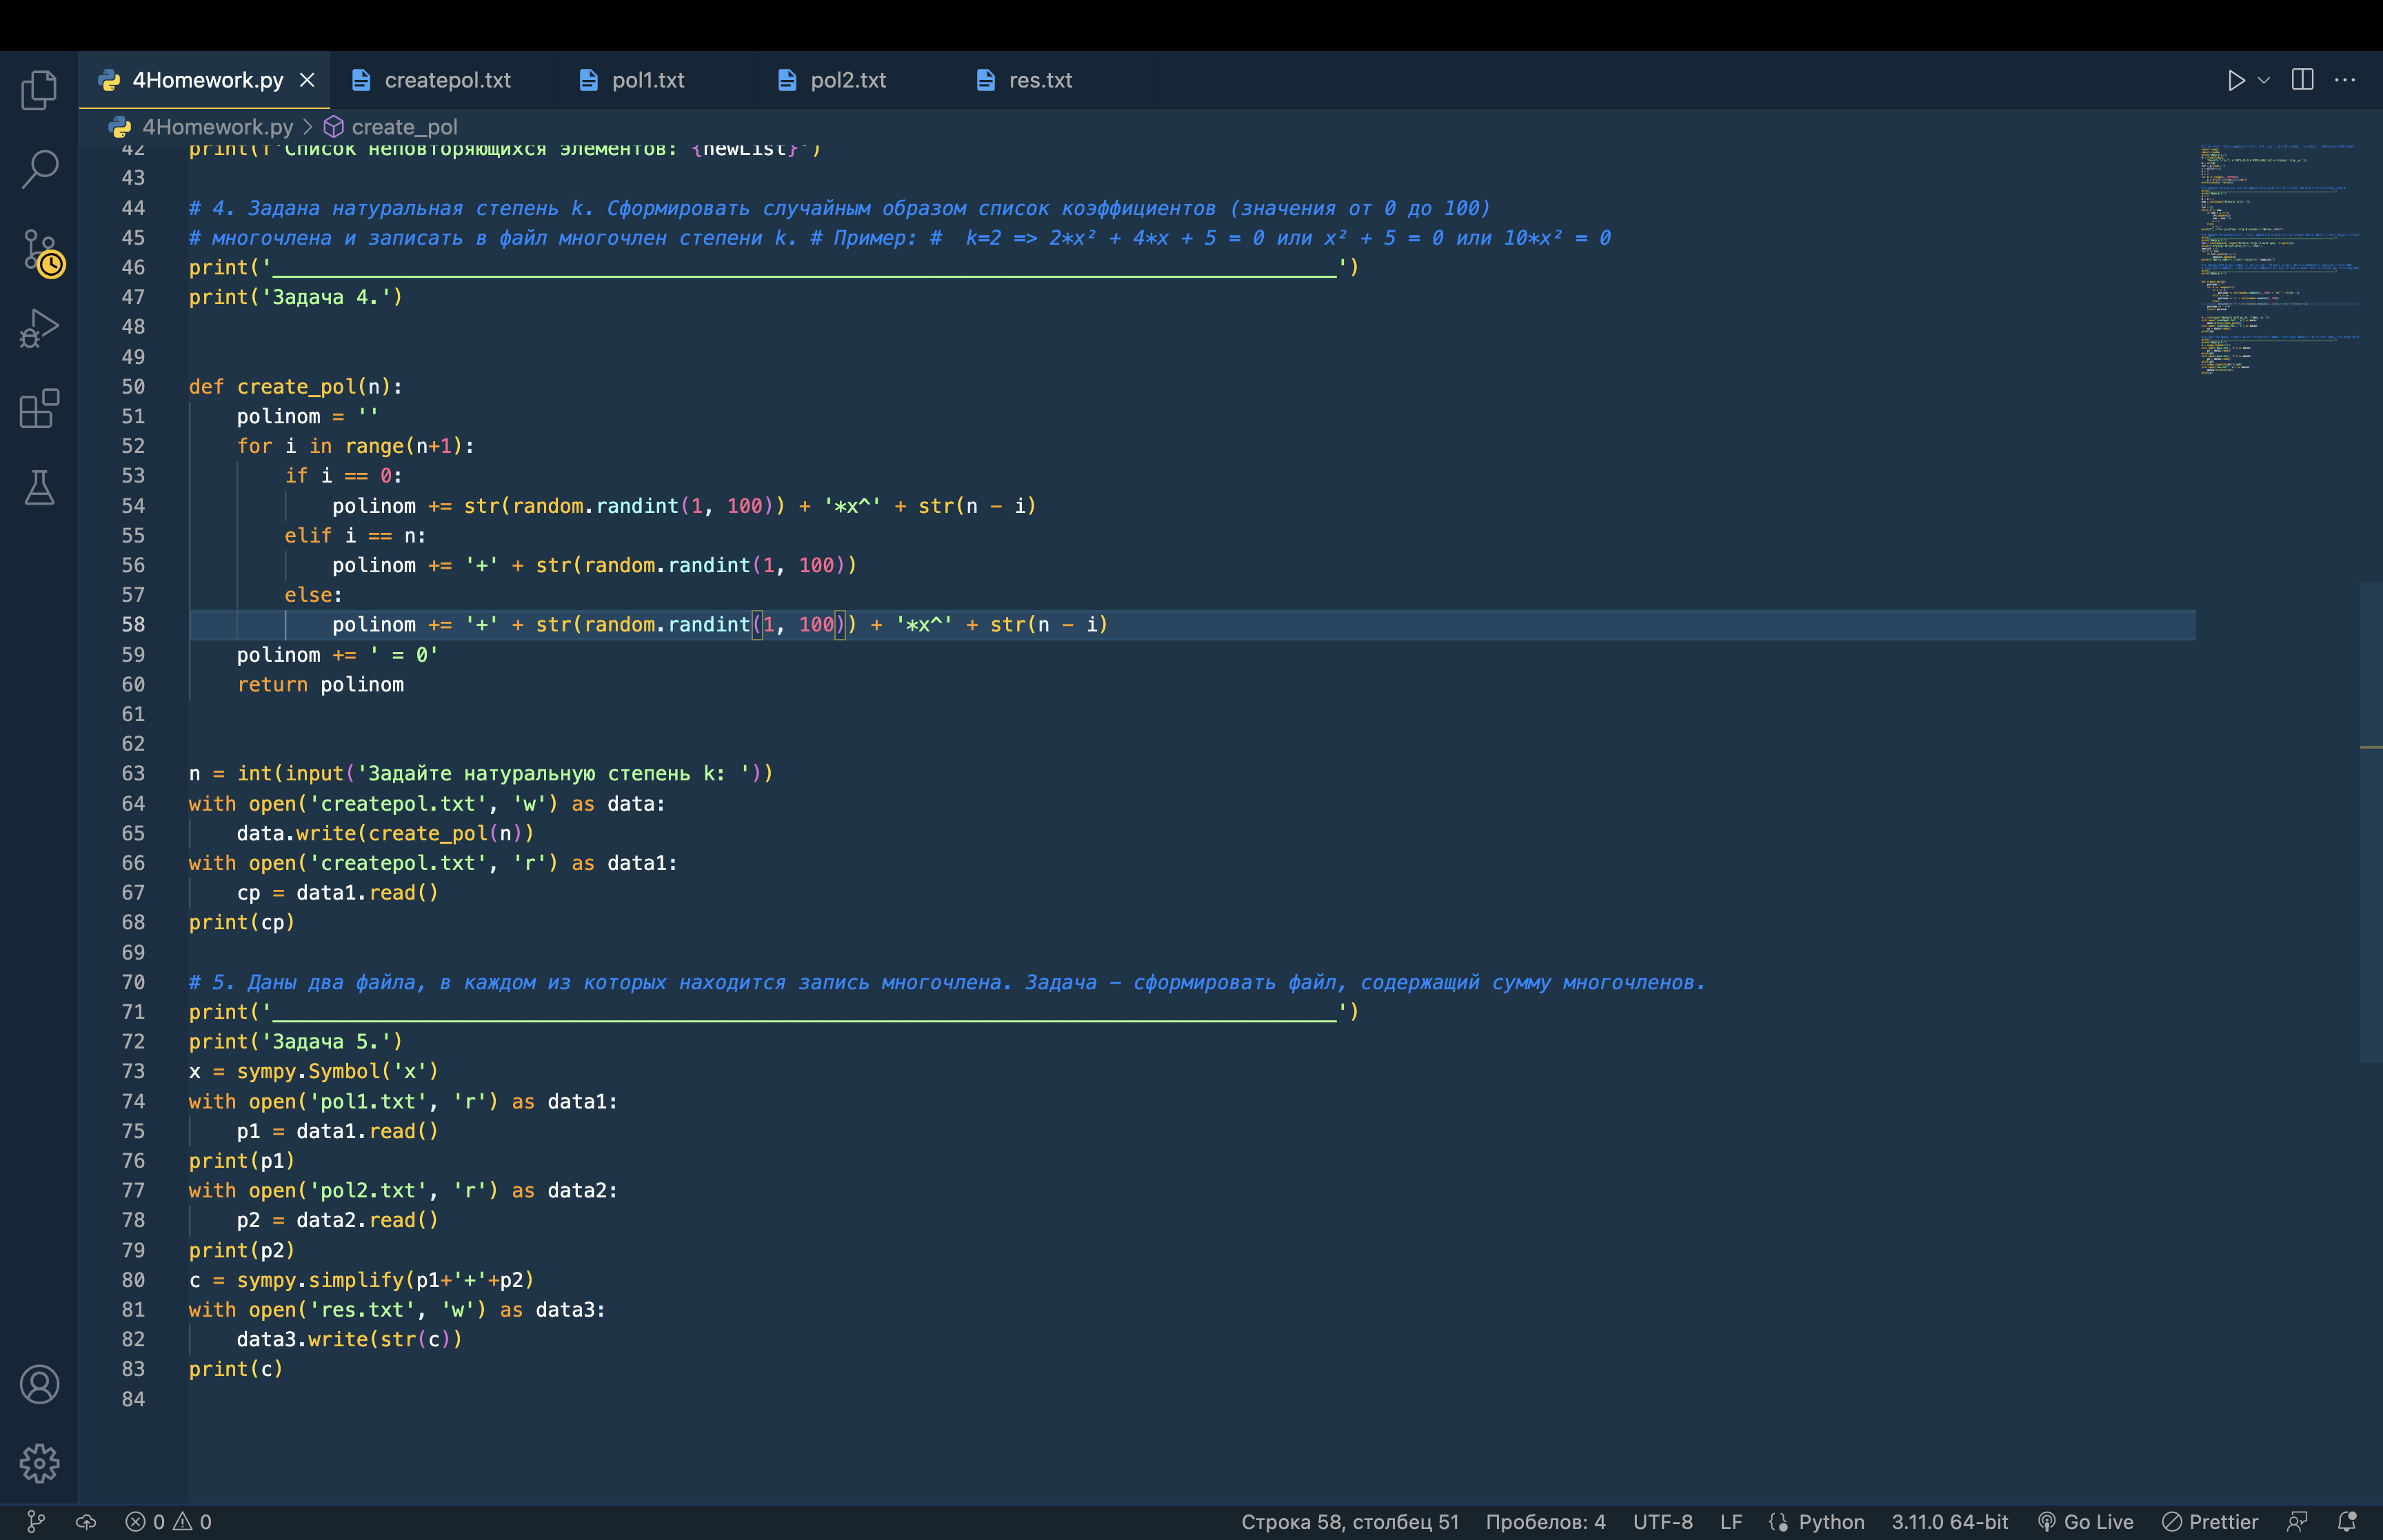 4Homework.py
createpol.txt
pol1.txt
pol2.txt
res.txt
4Homework.py > create_pol
42 print(f'Список неповторяющихся элементов: {newList}')
43
44 # 4. Задана натуральная степень k. Сформировать случайным образом список коэффициентов (значения от 0 до 100)
45 # многочлена и записать в файл многочлен степени k. # Пример: #  k=2 => 2*x² + 4*x + 5 = 0 или x² + 5 = 0 или 10*x² = 0
46 print('_________________________________________________________________________________________')
47 print('Задача 4.')
48
49
50 def create_pol(n):
51     polinom = ''
52     for i in range(n+1):
53         if i == 0:
54             polinom += str(random.randint(1, 100)) + '*x^' + str(n - i)
55         elif i == n:
56             polinom += '+' + str(random.randint(1, 100))
57         else:
58             polinom += '+' + str(random.randint(1, 100)) + '*x^' + str(n - i)
59     polinom += ' = 0'
60     return polinom
61
62
63 n = int(input('Задайте натуральную степень k: '))
64 with open('createpol.txt', 'w') as data:
65     data.write(create_pol(n))
66 with open('createpol.txt', 'r') as data1:
67     cp = data1.read()
68 print(cp)
69
70 # 5. Даны два файла, в каждом из которых находится запись многочлена. Задача - сформировать файл, содержащий сумму многочленов.
71 print('_________________________________________________________________________________________')
72 print('Задача 5.')
73 x = sympy.Symbol('x')
74 with open('pol1.txt', 'r') as data1:
75     p1 = data1.read()
76 print(p1)
77 with open('pol2.txt', 'r') as data2:
78     p2 = data2.read()
79 print(p2)
80 c = sympy.simplify(p1+'+'+p2)
81 with open('res.txt', 'w') as data3:
82     data3.write(str(c))
83 print(c)
84
0 0 Строка 58, столбец 51 Пробелов: 4 UTF-8 LF Python 3.11.0 64-bit Go Live Prettier